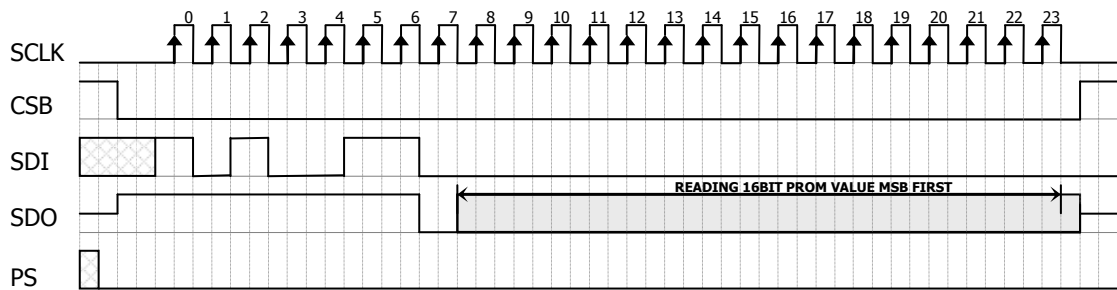 0 1 2 3 4 5 6 7 8 9 10 11 12 13 14 15 16 17 18 19 20 21 22 23
SCLK
CSB
SDI
READING 16BIT PROM VALUE MSB FIRST
SDO
PS